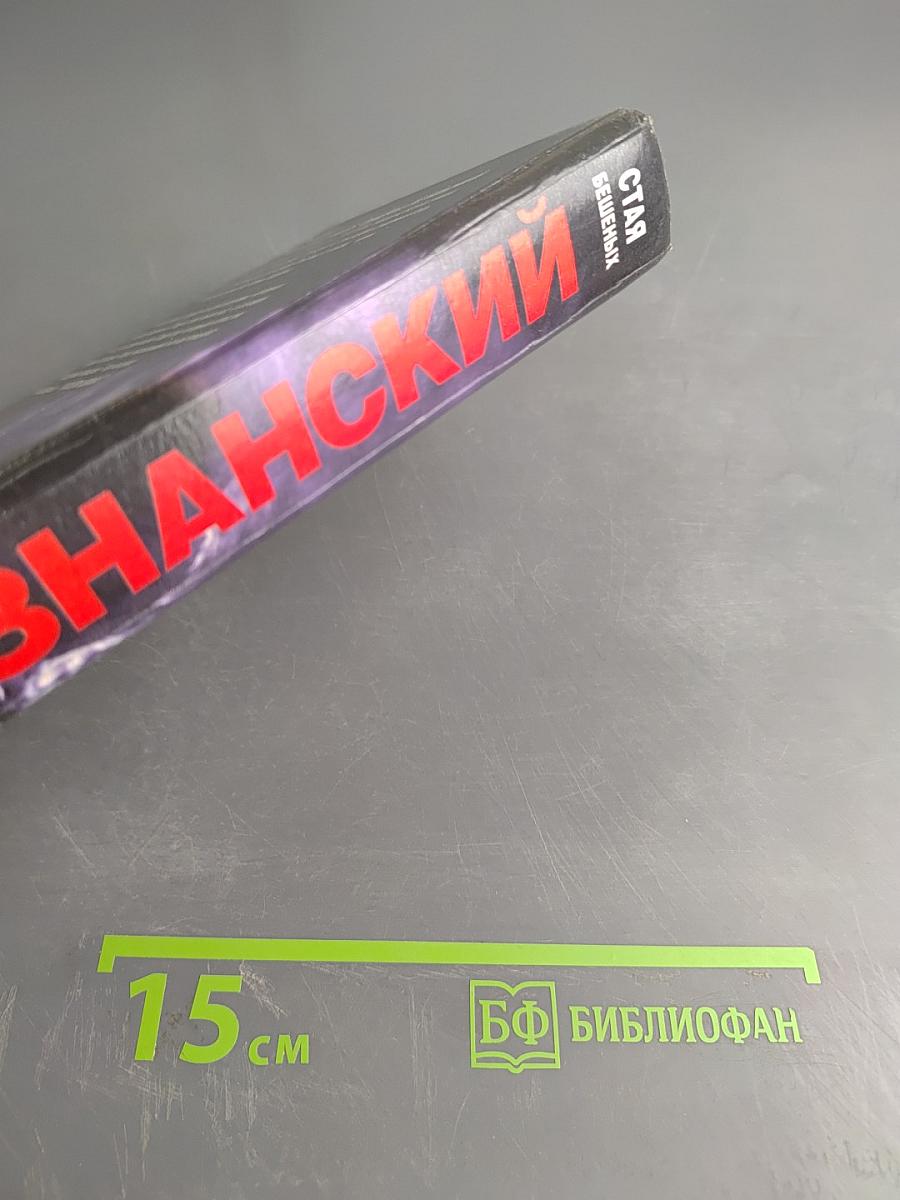 СТАЯ
БЕШЕНЫХ
ЗНАНСКИЙ
15 см
БФ БИБЛИОФАН